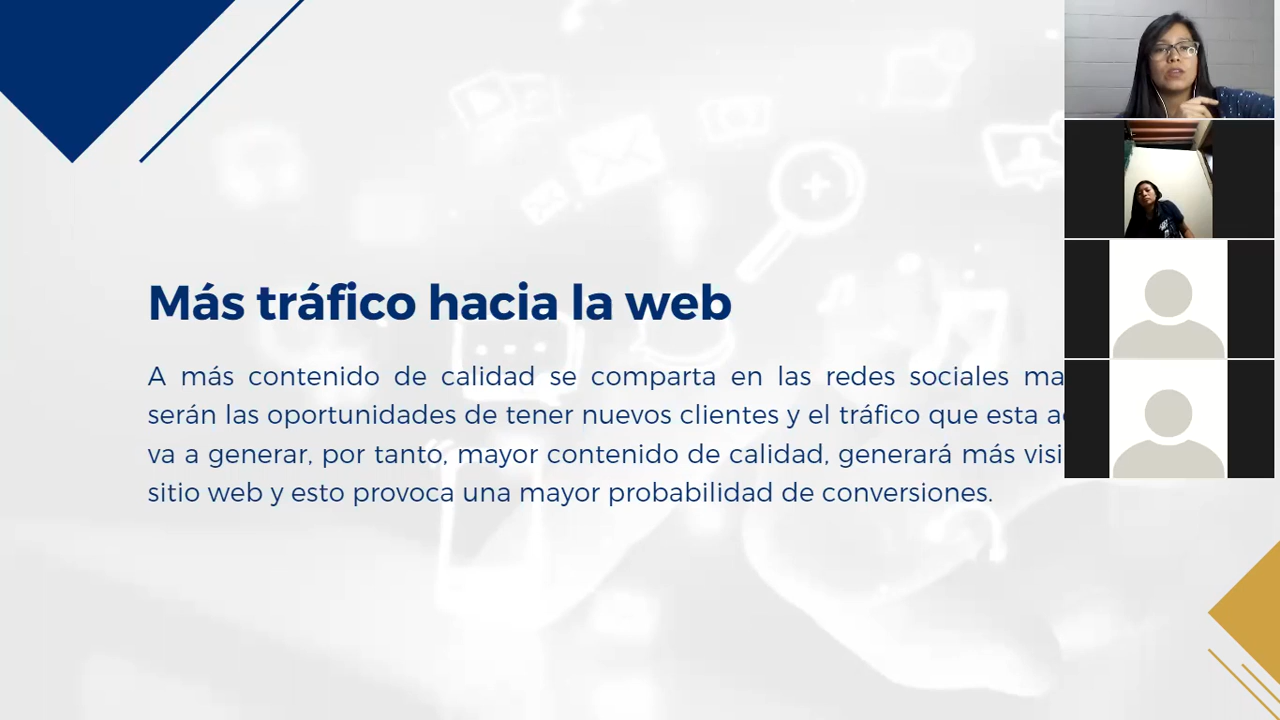 Más tráfico hacia la web
A más contenido de calidad se comparta en las redes sociales
serán las oportunidades de tener nuevos clientes y el tráfico que esta
va a generar, por tanto, mayor contenido de calidad, generará más
sitio web y esto provoca una mayor probabilidad de conversiones.